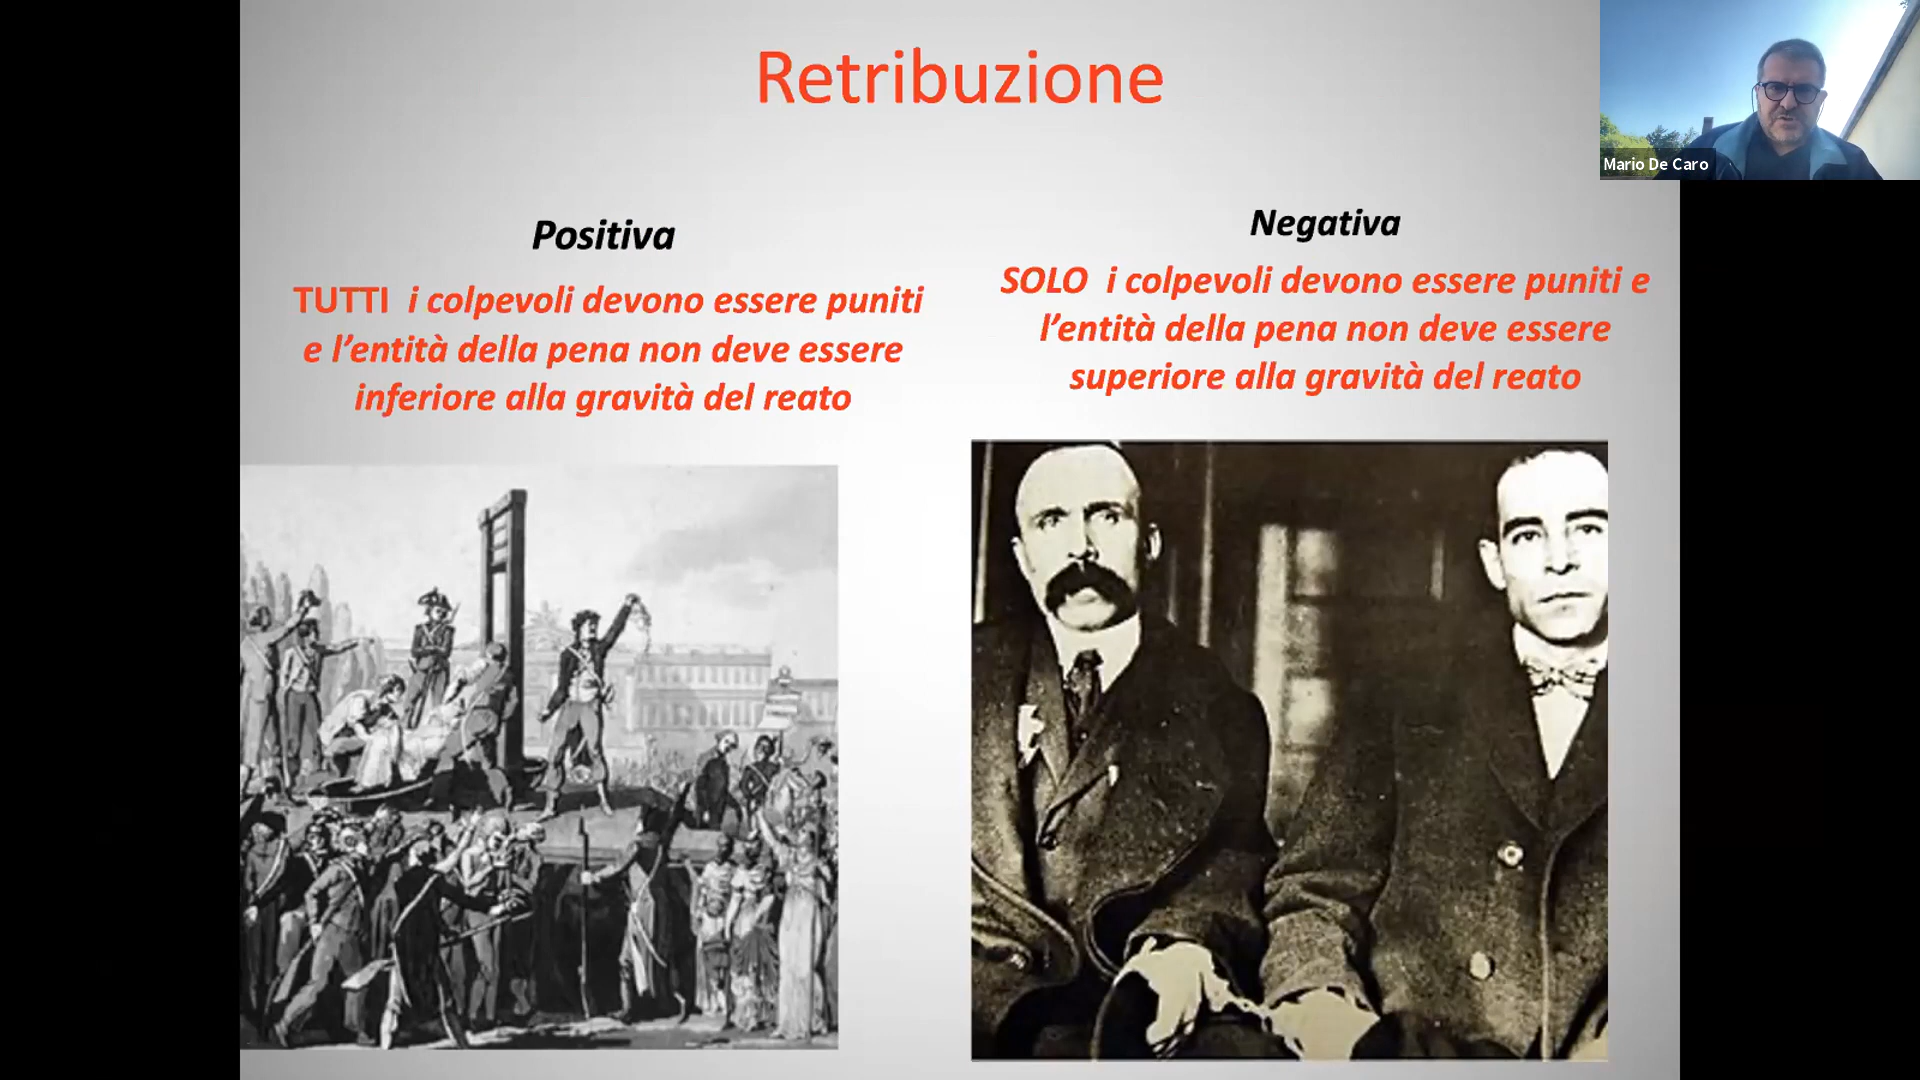 Retribuzione
Mario De Caro
Positiva
TUTTI i colpevoli devono essere puniti
e l'entità della pena non deve essere
inferiore alla gravità del reato
Negativa
SOLO i colpevoli devono essere puniti e
l'entità della pena non deve essere
superiore alla gravità del reato